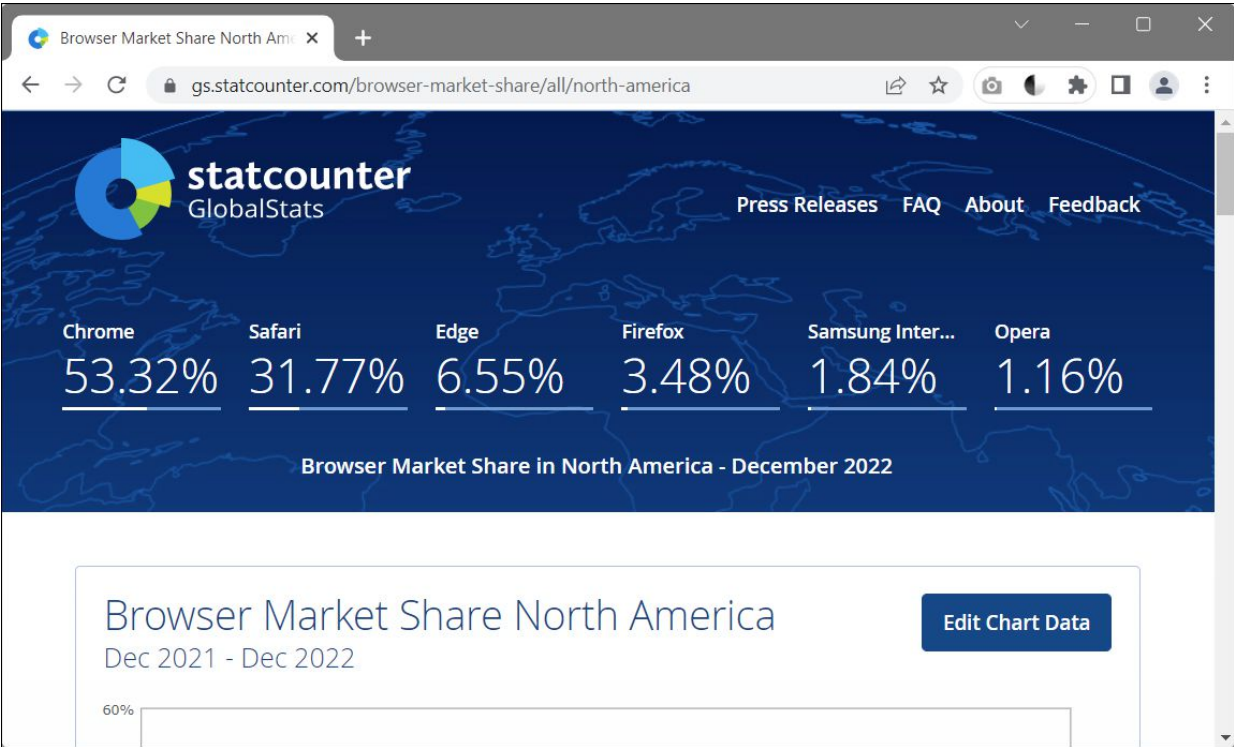 Browser Market Share North Am
gs.statcounter.com/browser-market-share/all/north-america
statcounter
GlobalStats
Press Releases FAQ About Feedback
Chrome Safari Edge Firefox Samsung Inter... Opera
53.32% 31.77% 6.55% 3.48% 1.84% 1.16%
Browser Market Share in North America - December 2022
Browser Market Share North America
Edit Chart Data
Dec 2021 - Dec 2022
60%